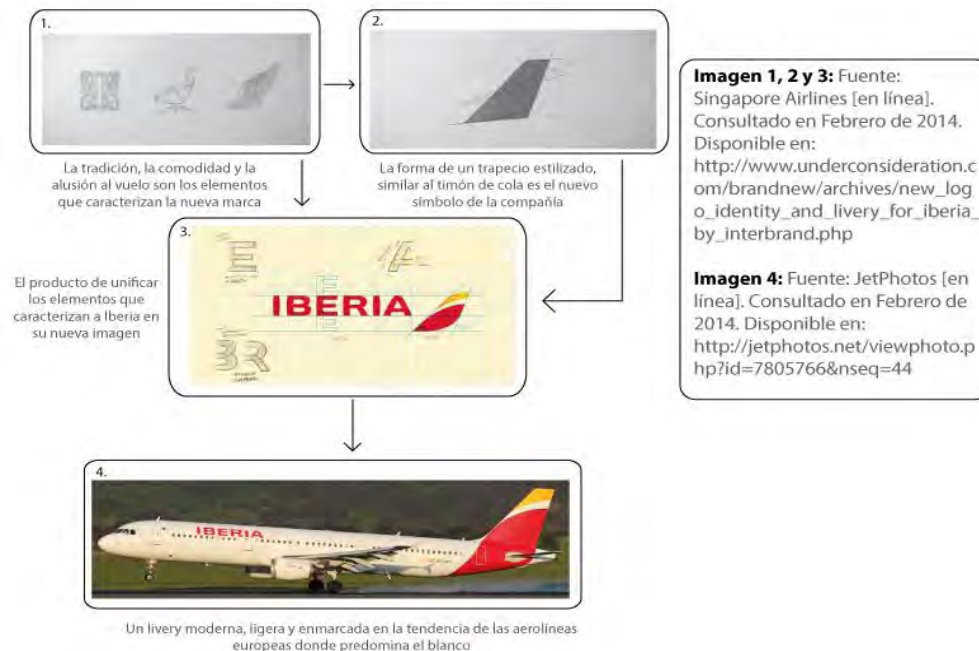 1.
2.
La tradición, la comodidad y la
alusión al vuelo son los elementos
que caracterizan la nueva marca
La forma de un trapecio estilizado,
similar al timón de cola es el nuevo
símbolo de la compañía
3.
El producto de unificar
los elementos que
caracterizan a Iberia en
su nueva imagen
E
A
IBERIA
BR
4.
IBERIA
Un livery moderna, ligera y enmarcada en la tendencia de las aerolíneas
europeas donde predomina el blanco
Imagen 1, 2 y 3: Fuente:
Singapore Airlines [en línea].
Consultado en Febrero de 2014.
Disponible en:
http://www.underconsideration.c
om/brandnew/archives/new_log
o_identity_and_livery_for_iberia_
by_interbrand.php
Imagen 4: Fuente: JetPhotos [en
línea]. Consultado en Febrero de
2014. Disponible en:
http://jetphotos.net/viewphoto.p
hp?id=7805766&nseq=44